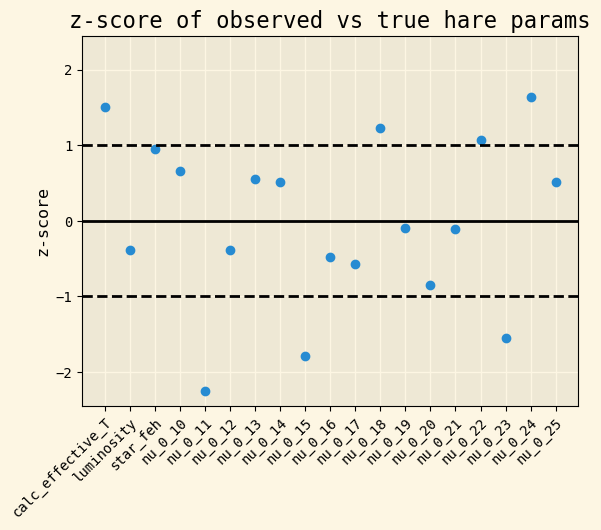 z-score of observed vs true hare params
z-score
2
1
0
−1
−2
calc_effective_T
luminosity
star_feh
nu_0_10
nu_0_11
nu_0_12
nu_0_13
nu_0_14
nu_0_15
nu_0_16
nu_0_17
nu_0_18
nu_0_19
nu_0_20
nu_0_21
nu_0_22
nu_0_23
nu_0_24
nu_0_25